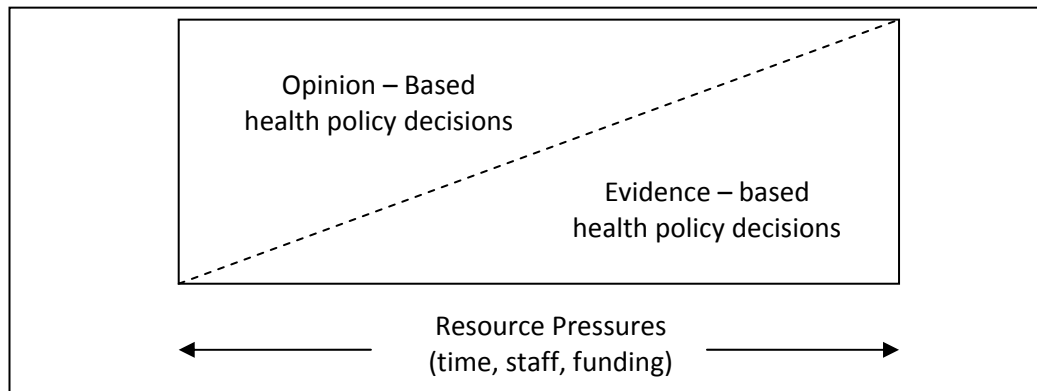 Opinion – Based
health policy decisions
Evidence – based
health policy decisions
Resource Pressures
(time, staff, funding)